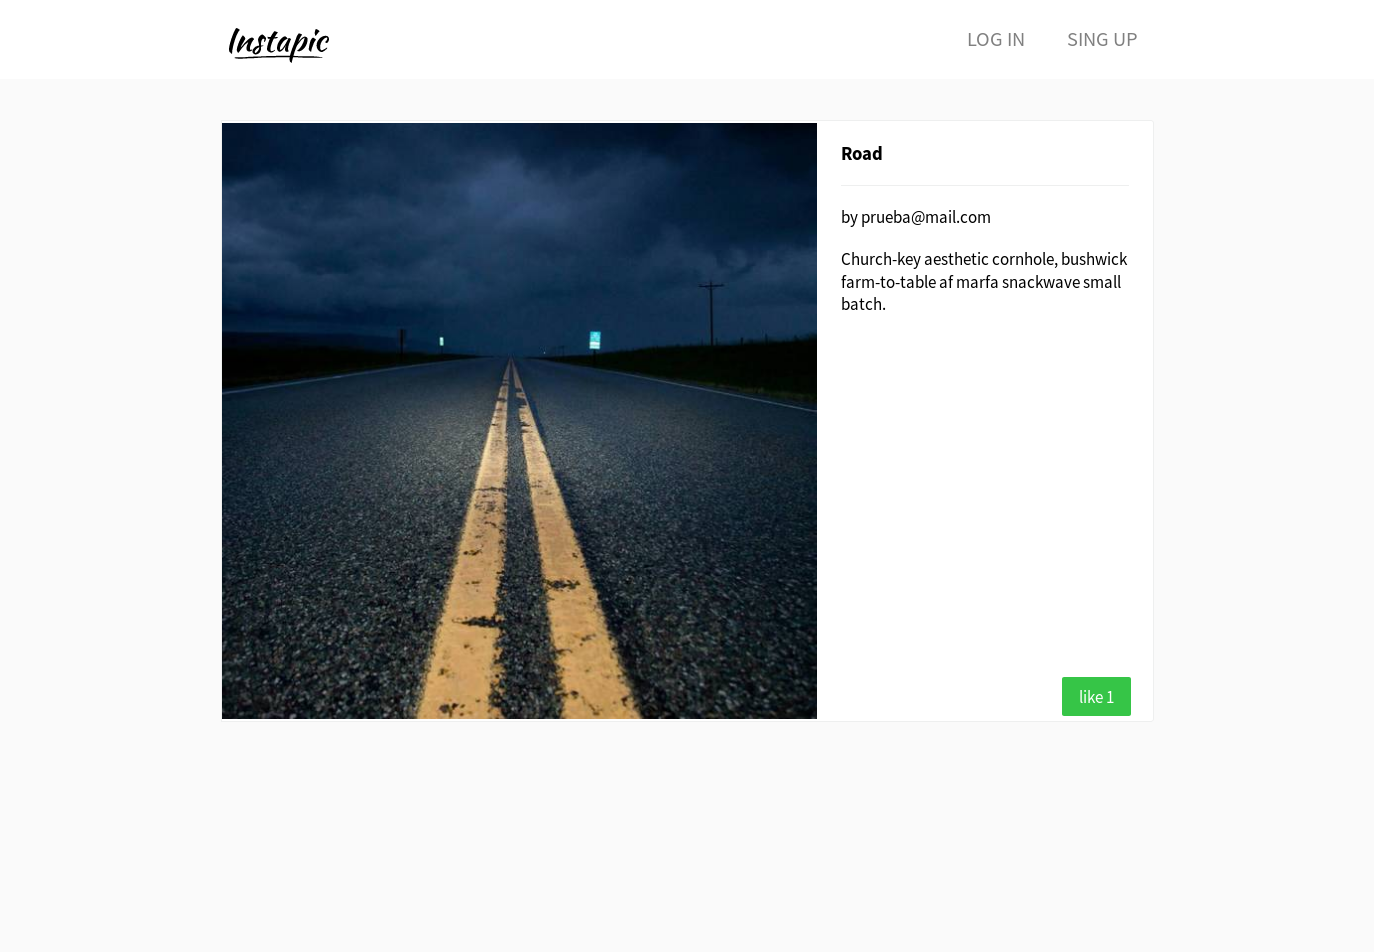 Instapic
LOG IN
SING UP
Road
by prueba@mail.com
Church-key aesthetic cornhole, bushwick
farm-to-table af marfa snackwave small
batch.
like 1